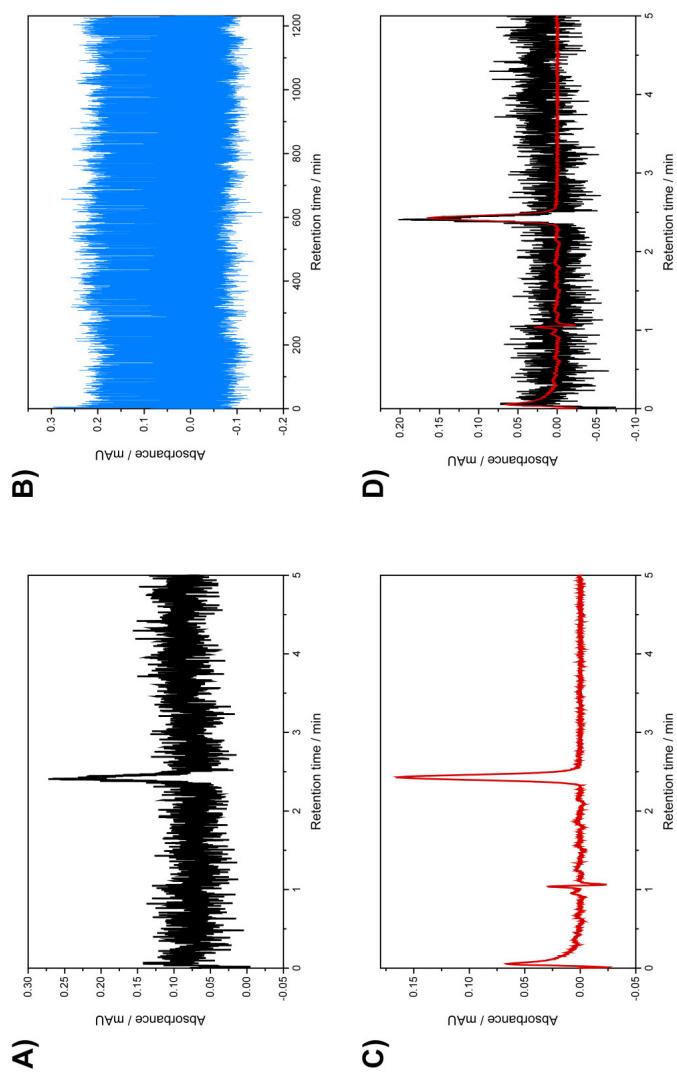 A)
0.30
0.25
0.20
0.15
0.10
0.05
0.00
-0.05
Absorbance / mAU
0 1 2 3 4 5
Retention time / min
B)
0.3
0.2
0.1
0.0
-0.1
-0.2
Absorbance / mAU
0 200 400 600 800 1000 1200
Retention time / min
C)
0.15
0.10
0.05
0.00
-0.05
Absorbance / mAU
0 1 2 3 4 5
Retention time / min
D)
0.20
0.15
0.10
0.05
0.00
-0.05
-0.10
Absorbance / mAU
0 1 2 3 4 5
Retention time / min